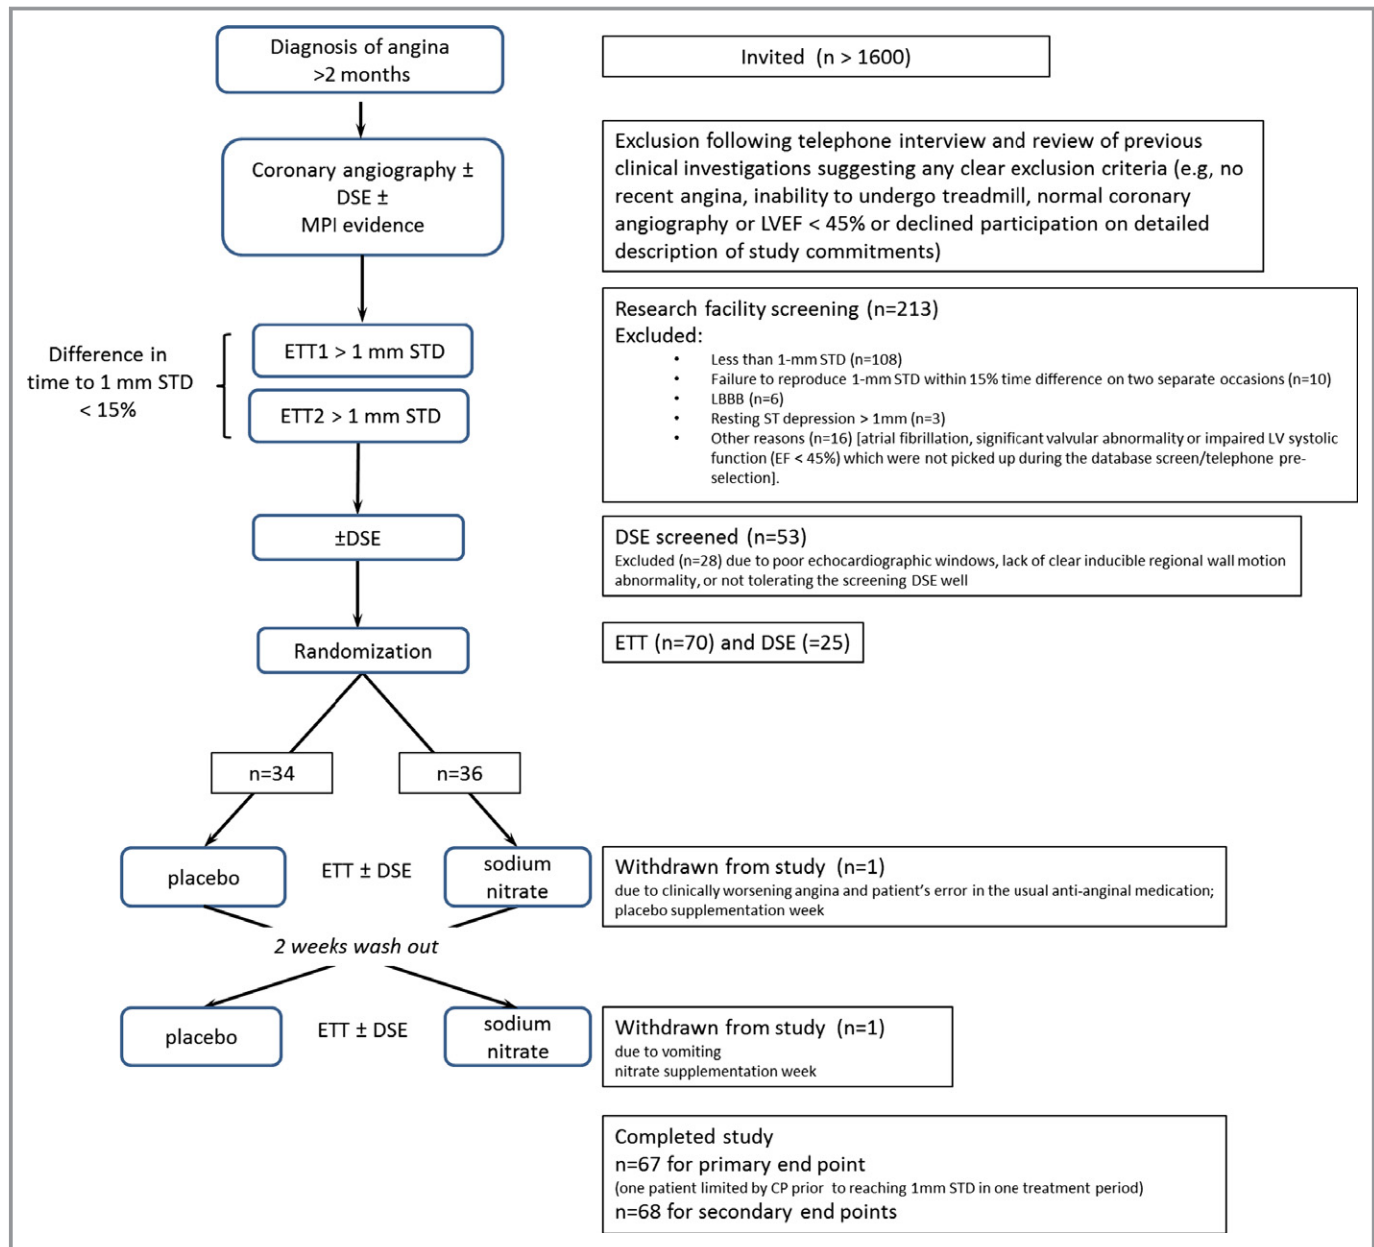 Diagnosis of angina
>2 months
Invited (n > 1600)
Coronary angiography ±
DSE ±
MPI evidence
Exclusion following telephone interview and review of previous
clinical investigations suggesting any clear exclusion criteria (e.g, no
recent angina, inability to undergo treadmill, normal coronary
angiography or LVEF < 45% or declined participation on detailed
description of study commitments)
Difference in
time to 1 mm STD
< 15%
ETT1 > 1 mm STD
ETT2 > 1 mm STD
Research facility screening (n=213)
Excluded:
• Less than 1-mm STD (n=108)
• Failure to reproduce 1-mm STD within 15% time difference on two separate occasions (n=10)
• LBBB (n=6)
• Resting ST depression > 1mm (n=3)
• Other reasons (n=16) [atrial fibrillation, significant valvular abnormality or impaired LV systolic
function (EF < 45%) which were not picked up during the database screen/telephone pre-
selection].
±DSE
DSE screened (n=53)
Excluded (n=28) due to poor echocardiographic windows, lack of clear inducible regional wall motion
abnormality, or not tolerating the screening DSE well
Randomization
ETT (n=70) and DSE (=25)
n=34
n=36
placebo
ETT ± DSE
sodium
nitrate
Withdrawn from study (n=1)
due to clinically worsening angina and patient's error in the usual anti-anginal medication;
placebo supplementation week
2 weeks wash out
placebo
ETT ± DSE
sodium
nitrate
Withdrawn from study (n=1)
due to vomiting
nitrate supplementation week
Completed study
n=67 for primary end point
(one patient limited by CP prior to reaching 1mm STD in one treatment period)
n=68 for secondary end points